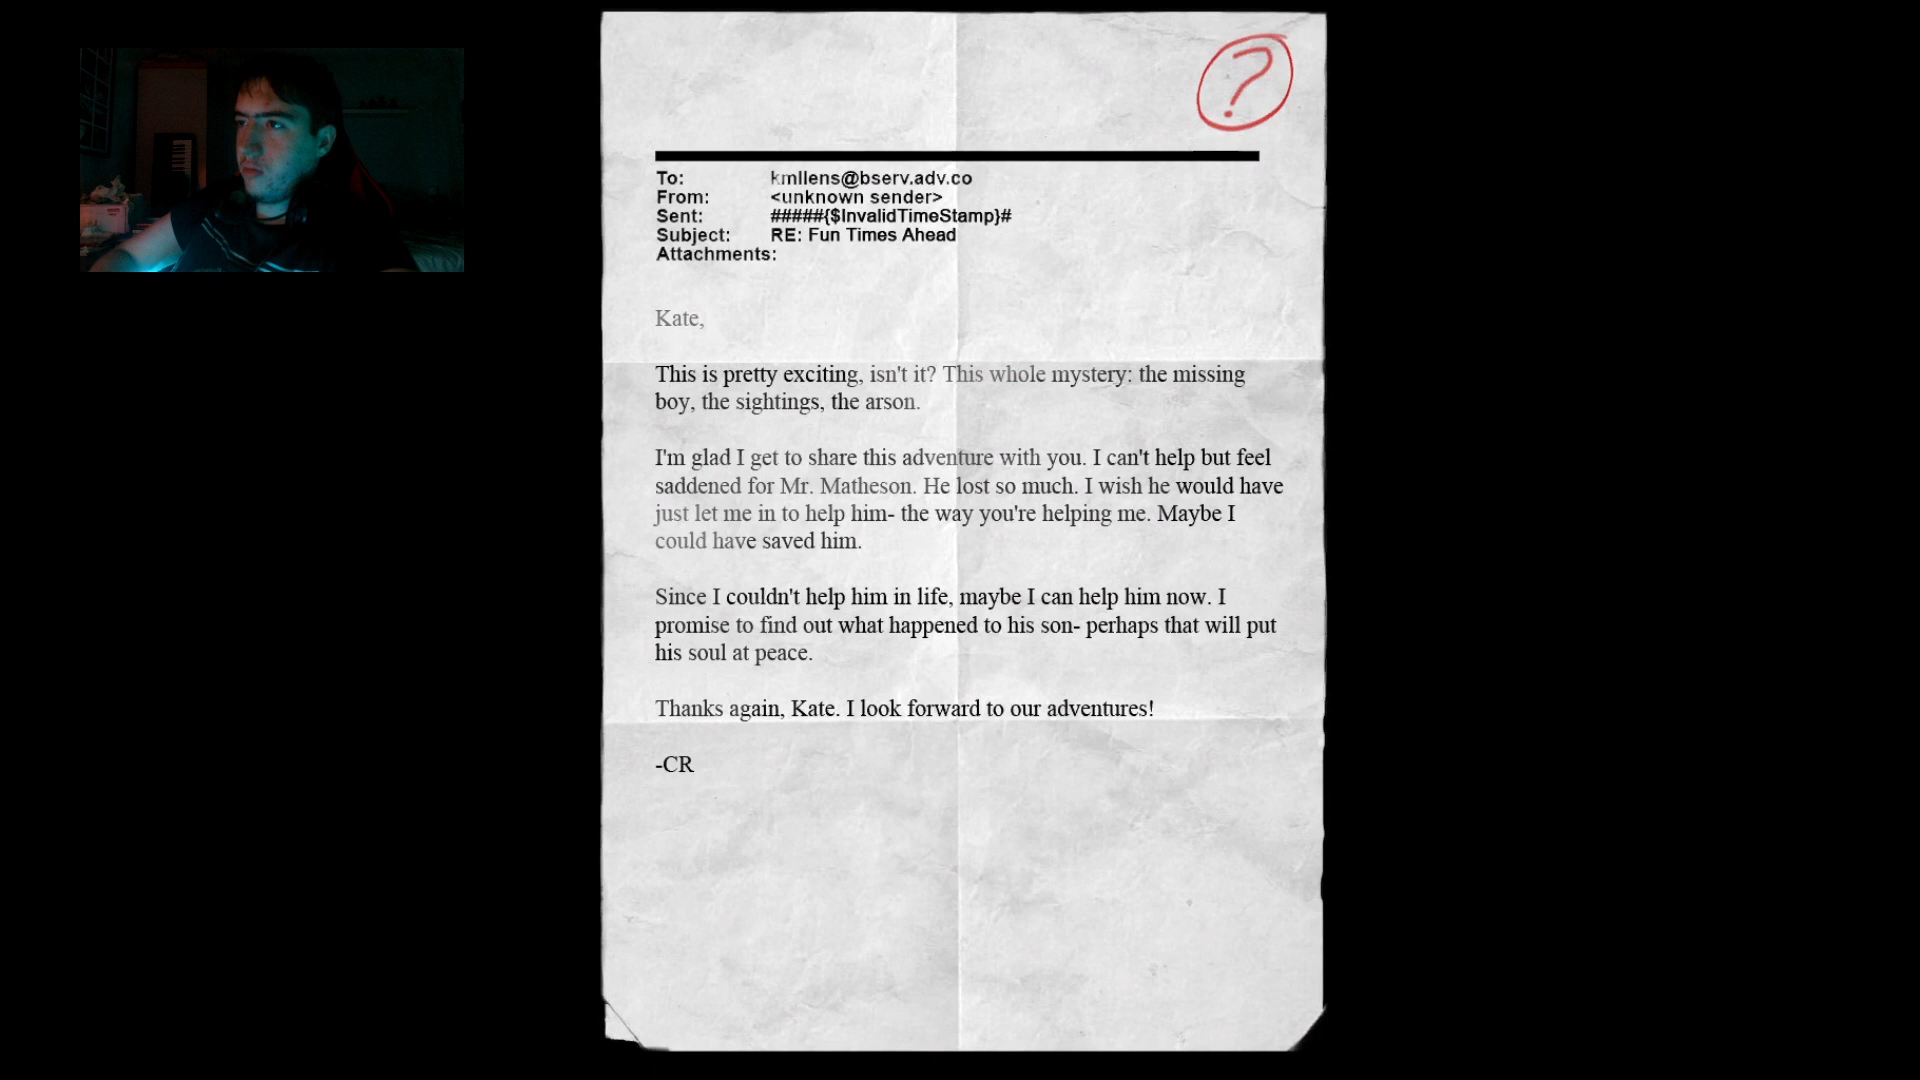 ?
To: kmllens@bserv.adv.co
From: <unknown sender>
Sent: #####{$InvalidTimeStamp}#
Subject: RE: Fun Times Ahead
Attachments:
Kate,
This is pretty exciting, isn't it? This whole mystery: the missing
boy, the sightings, the arson.
I'm glad I get to share this adventure with you. I can't help but feel
saddened for Mr. Matheson. He lost so much. I wish he would have
just let me in to help him- the way you're helping me. Maybe I
could have saved him.
Since I couldn't help him in life, maybe I can help him now. I
promise to find out what happened to his son- perhaps that will put
his soul at peace.
Thanks again, Kate. I look forward to our adventures!
-CR